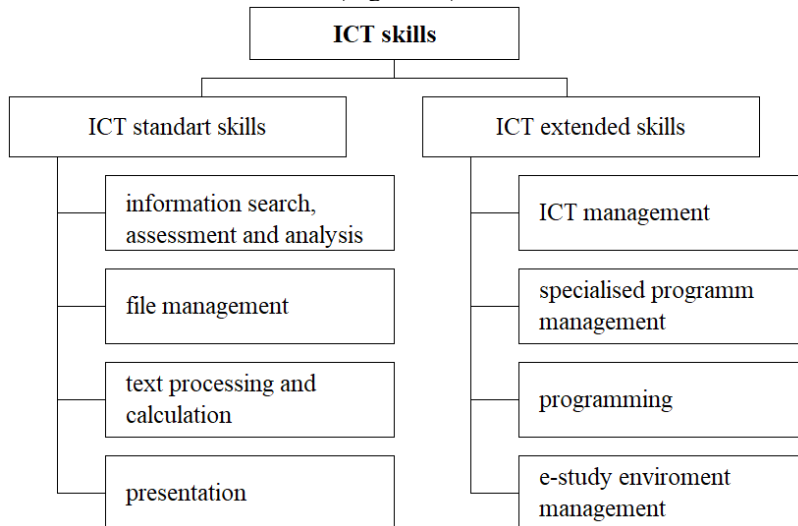 ICT skills
ICT standart skills
ICT extended skills
information search,
assessment and analysis
file management
text processing and
calculation
presentation
ICT management
specialised programm
management
programming
e-study enviroment
management